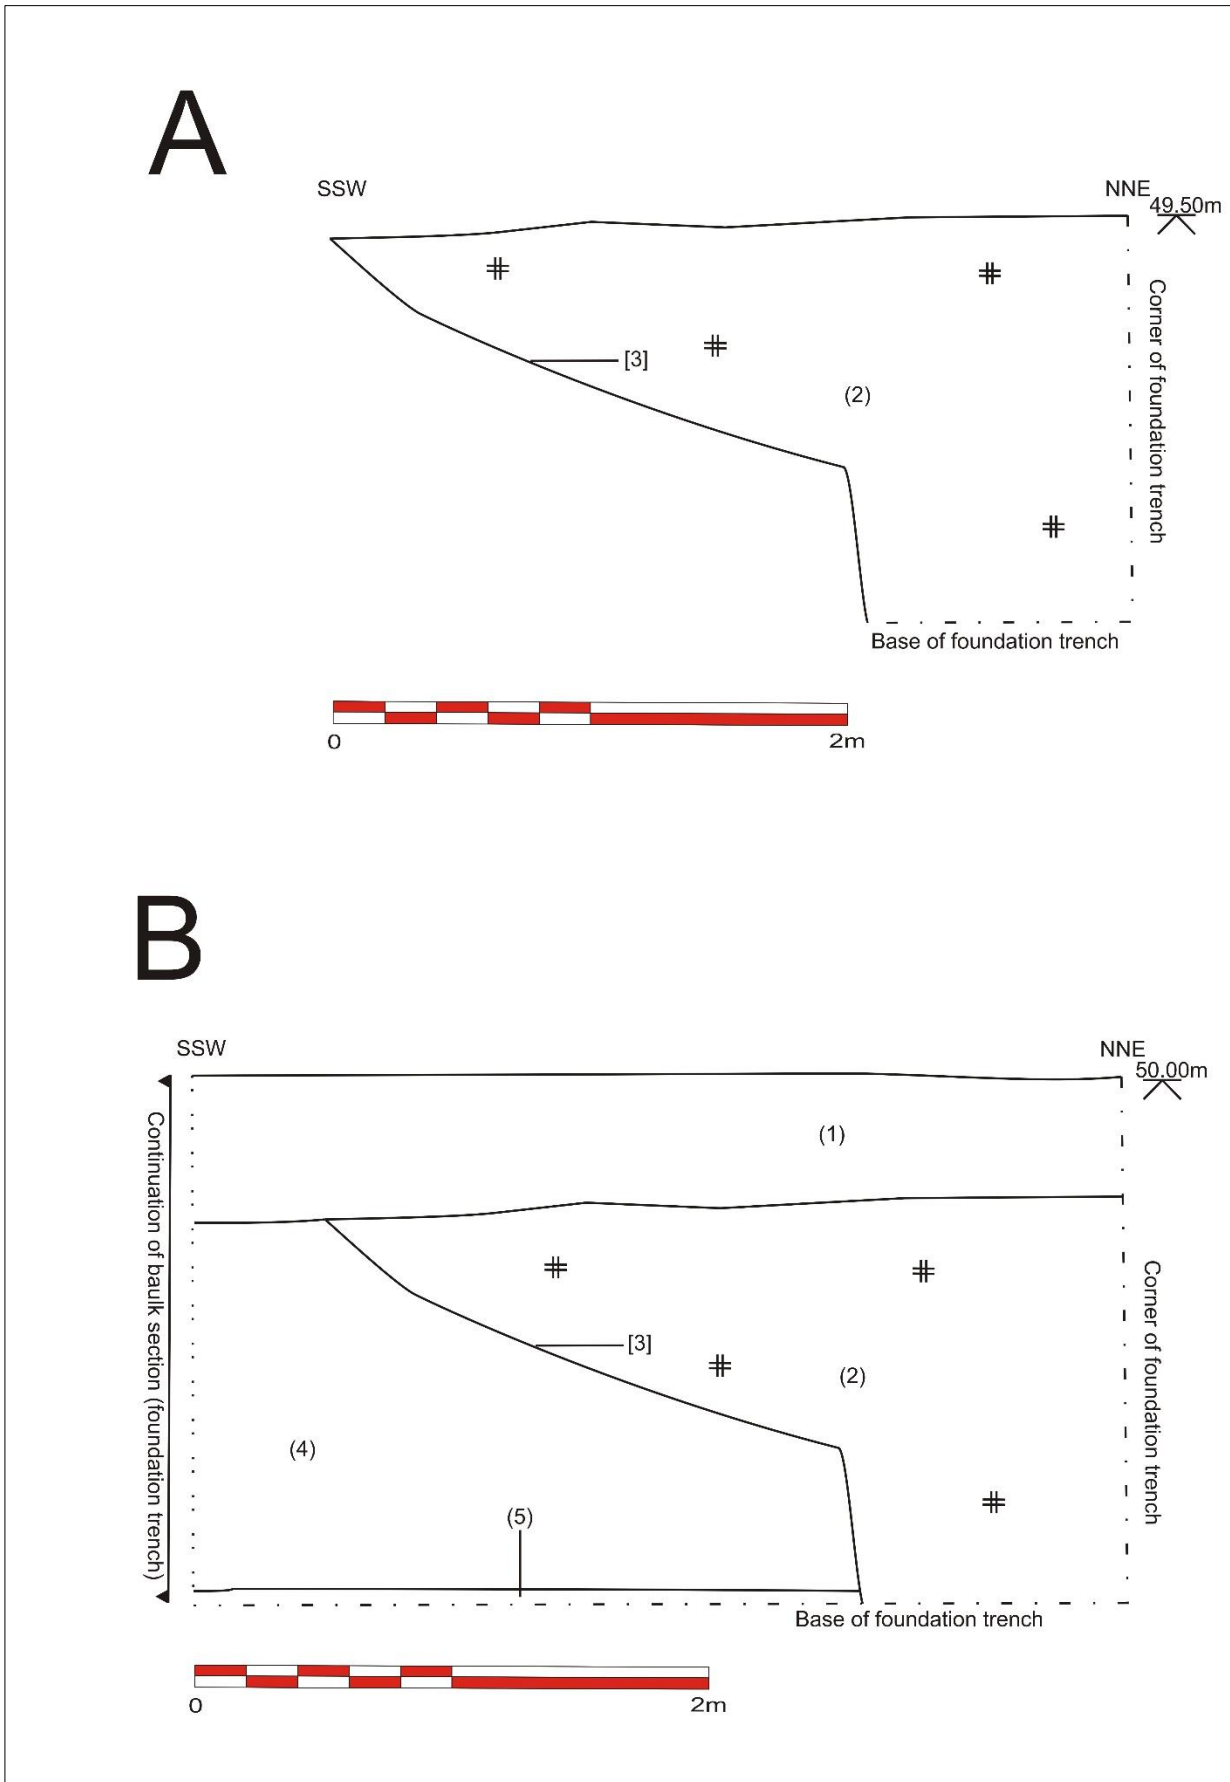 A
SSW
NNE
49.50m
[3]
(2)
Corner of foundation trench
Base of foundation trench
0
2m
B
SSW
NNE
50.00m
Continuation of baulk section (foundation trench)
(1)
[3]
(2)
(4)
(5)
Corner of foundation trench
Base of foundation trench
0
2m